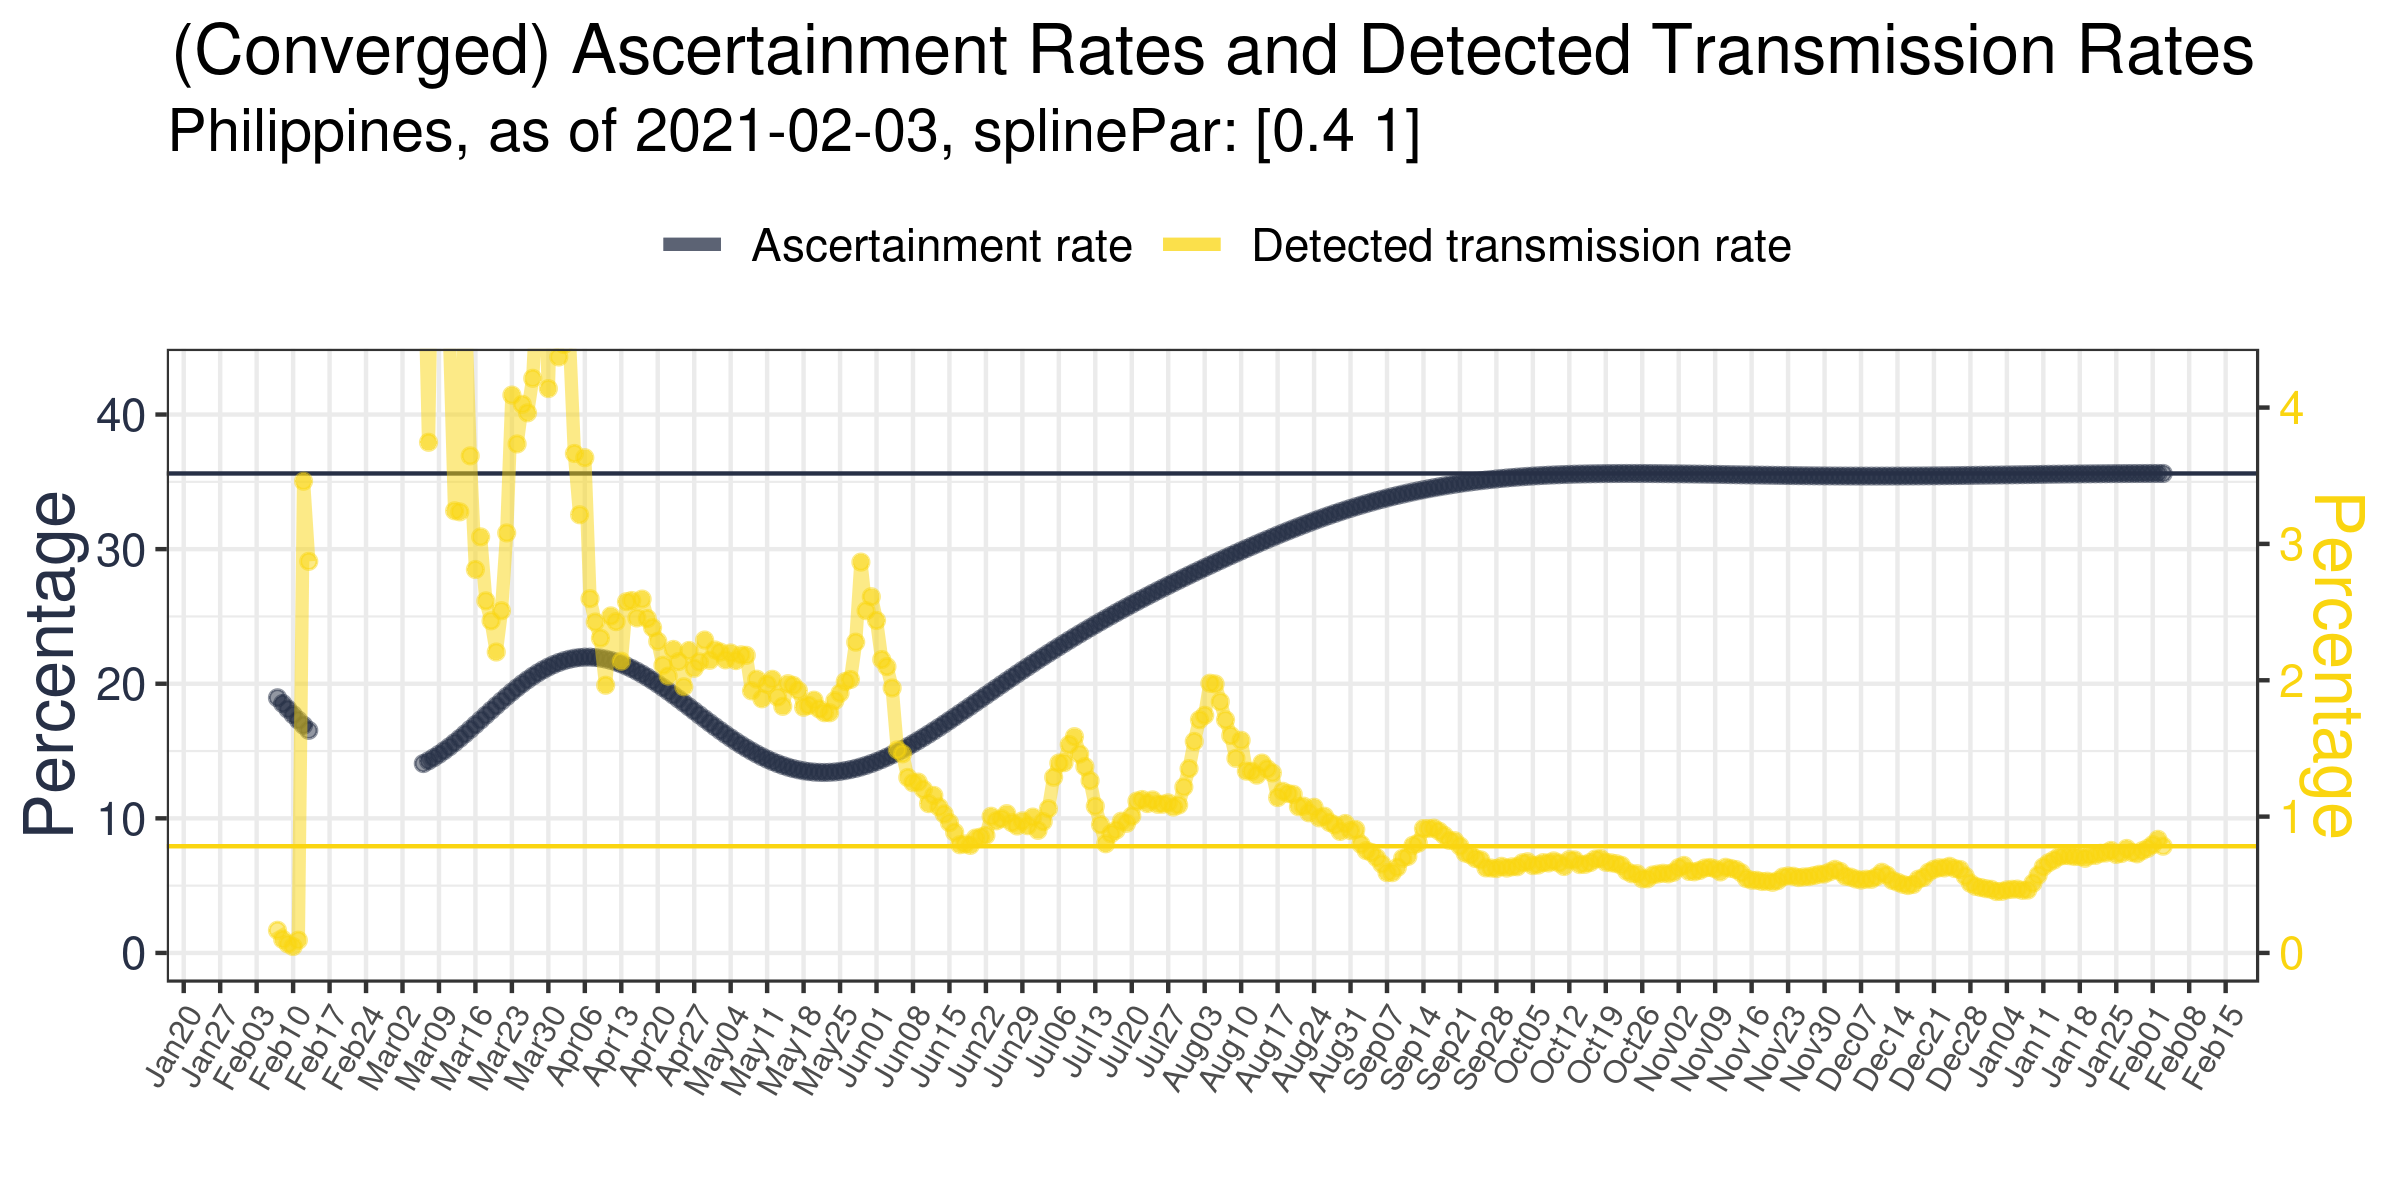 (Converged) Ascertainment Rates and Detected Transmission Rates
Philippines, as of 2021-02-03, splinePar: [0.4 1]
Ascertainment rate
Detected transmission rate
Percentage
40
30
20
10
0
4
3
2
1
0
Percentage
Jan20
Jan27
Feb03
Feb10
Feb17
Feb24
Mar02
Mar09
Mar16
Mar23
Mar30
Apr06
Apr13
Apr20
Apr27
May04
May11
May18
May25
Jun01
Jun08
Jun15
Jun22
Jun29
Jul06
Jul13
Jul20
Jul27
Aug03
Aug10
Aug17
Aug24
Aug31
Sep07
Sep14
Sep21
Sep28
Oct05
Oct12
Oct19
Oct26
Nov02
Nov09
Nov16
Nov23
Nov30
Dec07
Dec14
Dec21
Dec28
Jan04
Jan11
Jan18
Jan25
Feb01
Feb08
Feb15